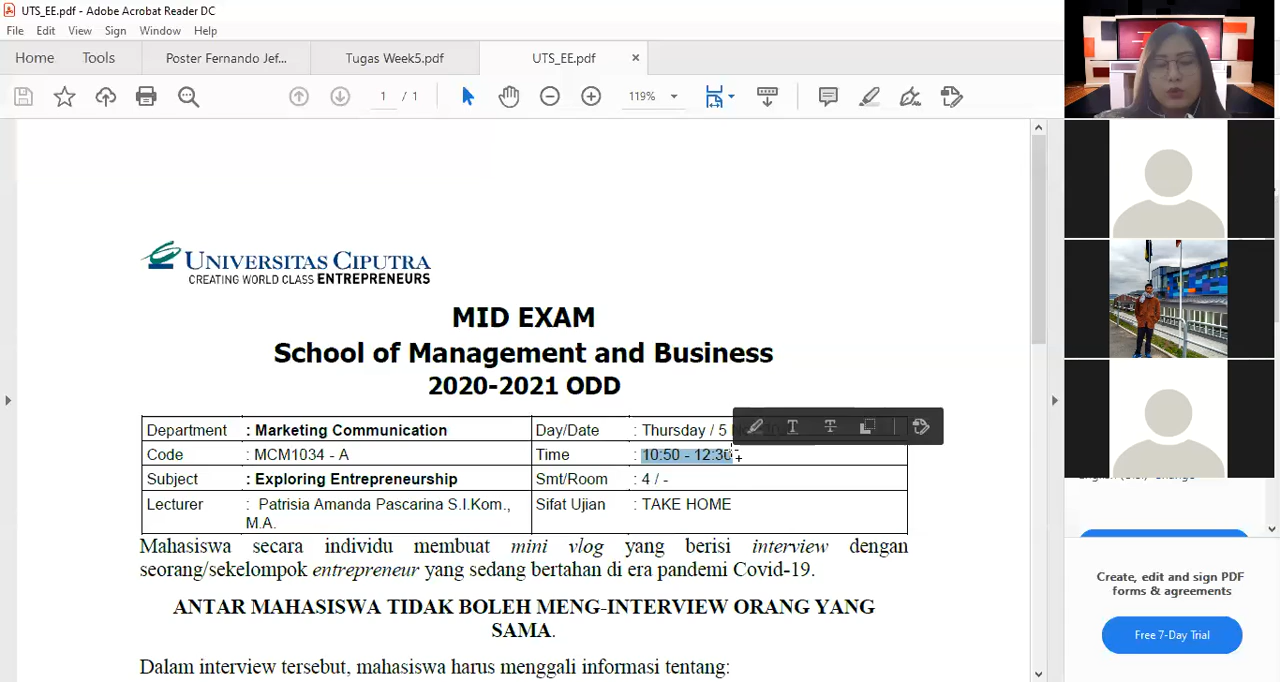 UTS_EE.pdf - Adobe Acrobat Reader DC
File Edit View Sign Window Help
Home Tools Poster Fernando Jef... Tugas Week5.pdf UTS_EE.pdf ×
1 / 1 119%
UNIVERSITAS CIPUTRA
CREATING WORLD CLASS ENTREPRENEURS
MID EXAM
School of Management and Business
2020-2021 ODD
Department : Marketing Communication Day/Date : Thursday / 5
Code : MCM1034 - A Time : 10:50 - 12:30
Subject : Exploring Entrepreneurship Smt/Room : 4 / -
Lecturer : Patrisia Amanda Pascarina S.I.Kom., Sifat Ujian : TAKE HOME
M.A.
Mahasiswa secara individu membuat mini vlog yang berisi interview dengan
seorang/sekelompok entrepreneur yang sedang bertahan di era pandemi Covid-19.
ANTAR MAHASISWA TIDAK BOLEH MENG-INTERVIEW ORANG YANG
SAMA.
Dalam interview tersebut, mahasiswa harus menggali informasi tentang:
Create, edit and sign PDF
forms & agreements
Free 7-Day Trial